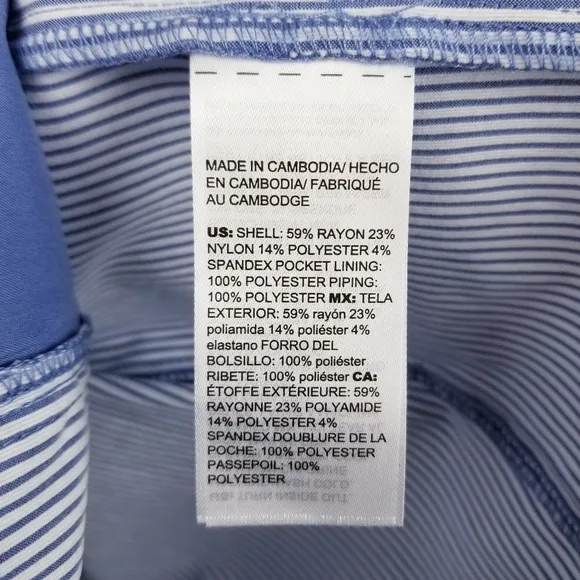 MADE IN CAMBODIA/ HECHO
EN CAMBODIA/ FABRIQUÉ
AU CAMBODGE
US: SHELL: 59% RAYON 23%
NYLON 14% POLYESTER 4%
SPANDEX POCKET LINING:
100% POLYESTER PIPING:
100% POLYESTER MX: TELA
EXTERIOR: 59% rayón 23%
poliamida 14% poliéster 4%
elastano FORRO DEL
BOLSILLO: 100% poliéster
RIBETE: 100% poliéster CA:
ÉTOFFE EXTÉRIEURE: 59%
RAYONNE 23% POLYAMIDE
14% POLYESTER 4%
SPANDEX DOUBLURE DE LA
POCHE: 100% POLYESTER
PASSEPOIL: 100%
POLYESTER